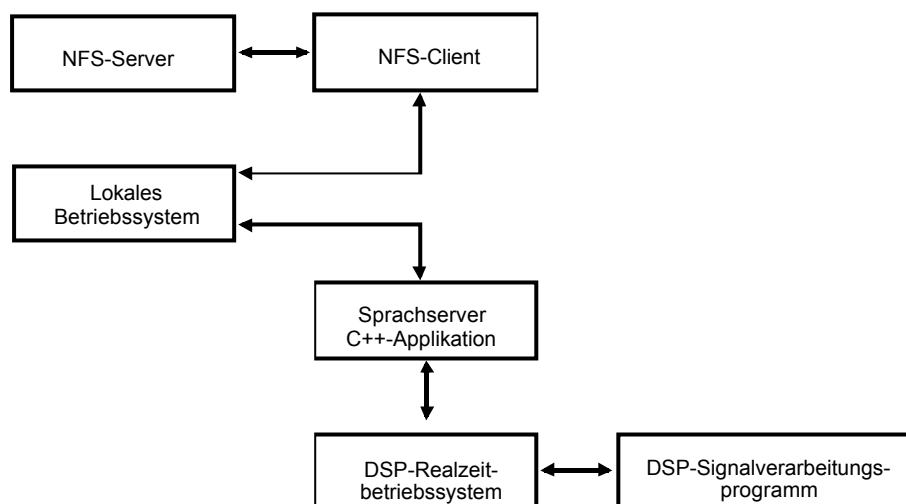 NFS-Server
NFS-Client
Lokales
Betriebssystem
Sprachserver
C++-Applikation
DSP-Realzeit-
betriebssystem
DSP-Signalverarbeitungs-
programm